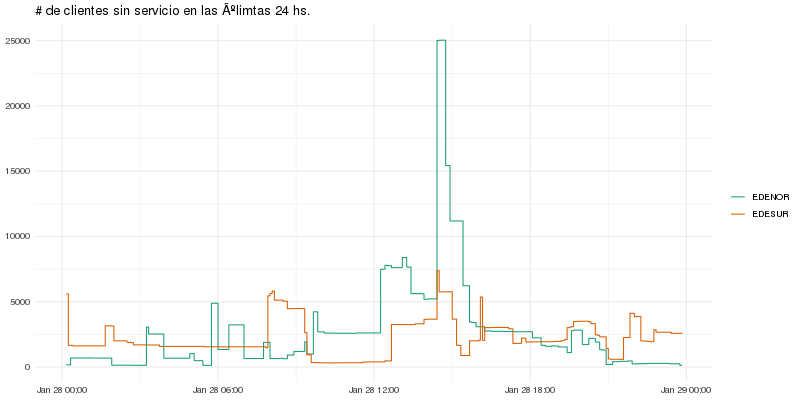 # de clientes sin servicio en las Ãºlimtas 24 hs.
25000
20000
15000
10000
5000
0
Jan 28 00:00 Jan 28 06:00 Jan 28 12:00 Jan 28 18:00 Jan 29 00:00
EDENOR
EDESUR